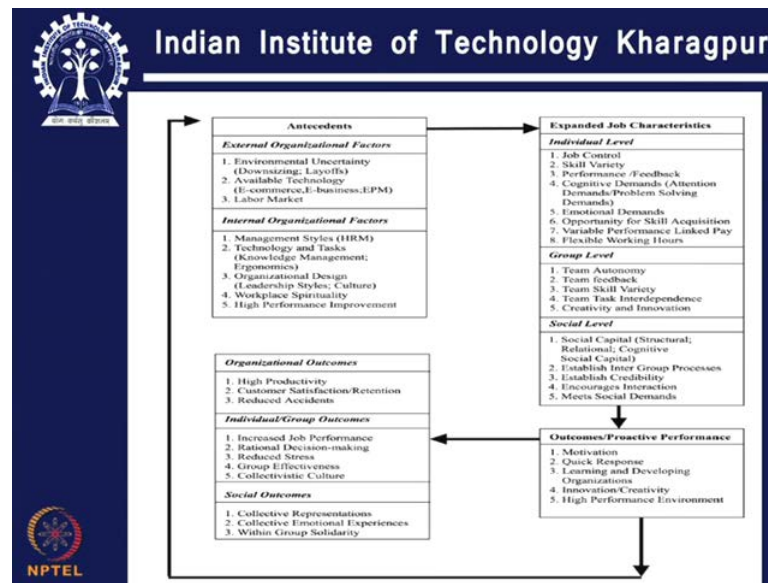 Indian Institute of Technology Kharagpur
Antecedents
External Organizational Factors
1. Environmental Uncertainty
(Downsizing; Layoffs)
2. Available Technology
(E-commerce,E-business;EPM)
3. Labor Market
Internal Organizational Factors
1. Management Styles (HRM)
2. Technology and Tasks
(Knowledge Management;
Ergonomics)
3. Organizational Design
(Leadership Styles; Culture)
4. Workplace Spirituality
5. High Performance Improvement
Expanded Job Characteristics
Individual Level
1. Job Control
2. Skill Variety
3. Performance /Feedback
4. Cognitive Demands (Attention
Demands/Problem Solving
Demands)
5. Emotional Demands
6. Opportunity for Skill Acquisition
7. Variable Performance Linked Pay
8. Flexible Working Hours
Group Level
1. Team Autonomy
2. Team feedback
3. Team Skill Variety
4. Team Task Interdependence
5. Creativity and Innovation
Social Level
1. Social Capital (Structural;
Relational; Cognitive
Social Capital)
2. Establish Inter Group Processes
3. Establish Credibility
4. Encourages Interaction
5. Meets Social Demands
Organizational Outcomes
1. High Productivity
2. Customer Satisfaction/Retention
3. Reduced Accidents
Individual/Group Outcomes
1. Increased Job Performance
2. Rational Decision-making
3. Reduced Stress
4. Group Effectiveness
5. Collectivistic Culture
Social Outcomes
1. Collective Representations
2. Collective Emotional Experiences
3. Within Group Solidarity
Outcomes/Proactive Performance
1. Motivation
2. Quick Response
3. Learning and Developing
Organizations
4. Innovation/Creativity
5. High Performance Environment
NPTEL